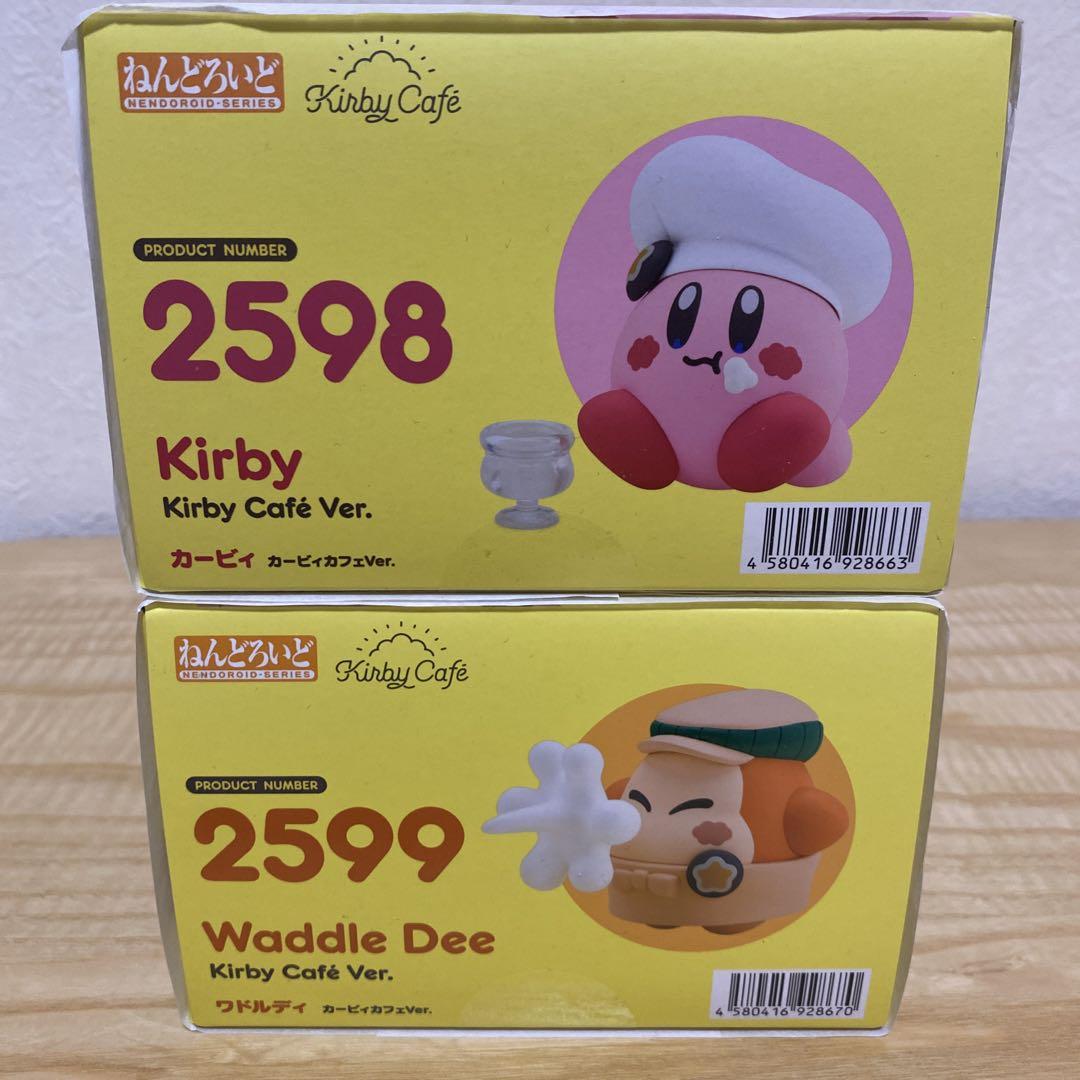 ねんどろいど
NENDOROID・SERIES
Kirby Café
PRODUCT NUMBER
2598
Kirby
Kirby Café Ver.
カービィ カービィカフェVer.
4 580416 928663
ねんどろいど
NENDOROID・SERIES
Kirby Café
PRODUCT NUMBER
2599
Waddle Dee
Kirby Café Ver.
ワドルディ カービィカフェVer.
4 580416 928670